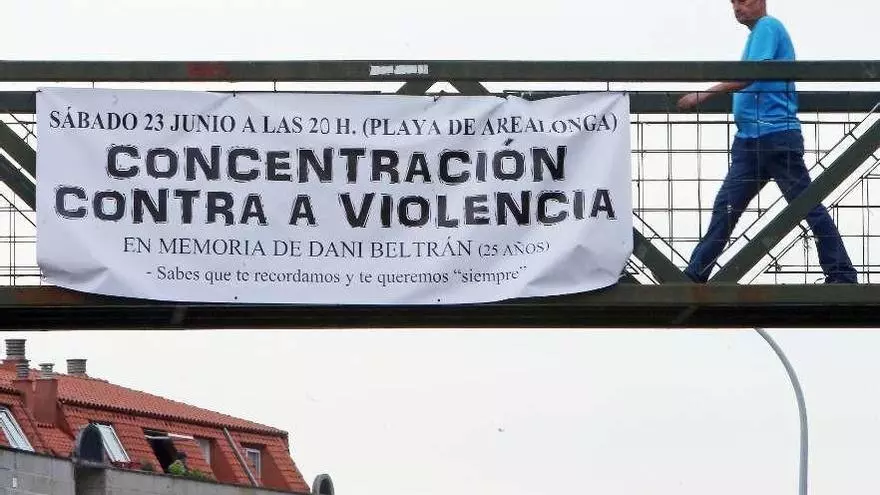 SÁBADO 23 JUNIO A LAS 20 H. (PLAYA DE AREALONGA)
CONCENTRACIÓN
CONTRA A VIOLENCIA
EN MEMORIA DE DANI BELTRÁN (25 AÑOS)
- Sabes que te recordamos y te queremos “siempre”